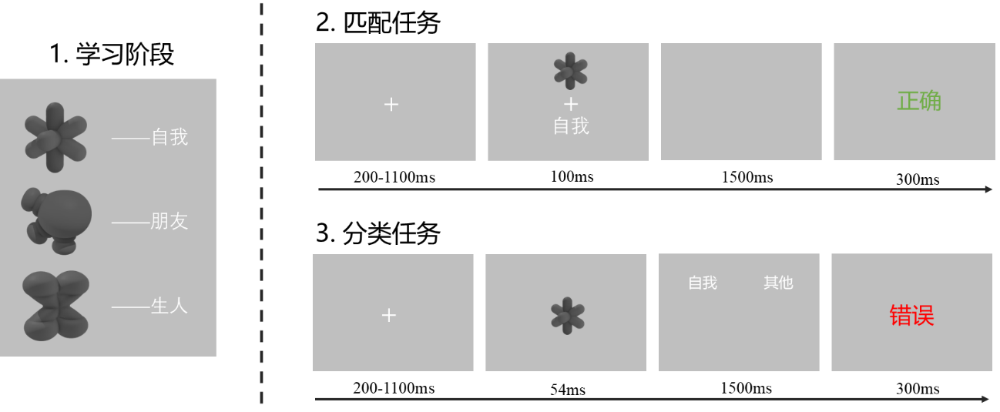 1. 学习阶段
——自我
——朋友
——生人
2. 匹配任务
+
+
自我
正确
200-1100ms
100ms
1500ms
300ms
3. 分类任务
+
自我 其他
错误
200-1100ms
54ms
1500ms
300ms